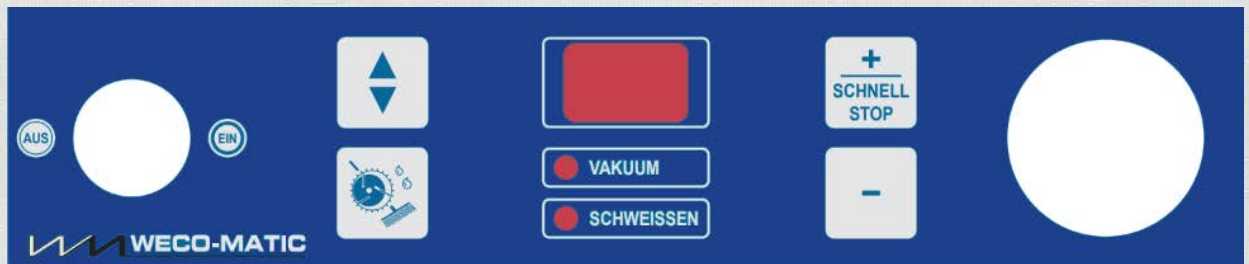 AUS
EIN
WECO-MATIC
VAKUUM
SCHWEISSEN
+
SCHNELL
STOP
-